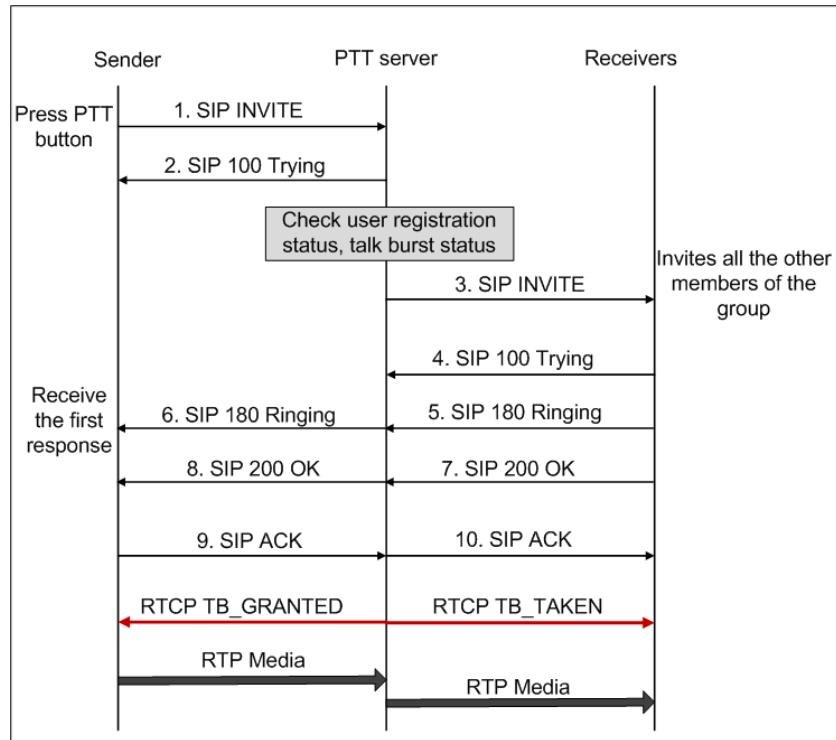 Sender
PTT server
Receivers
Press PTT
button
1. SIP INVITE
2. SIP 100 Trying
Check user registration
status, talk burst status
Invites all the other
members of the
group
3. SIP INVITE
4. SIP 100 Trying
Receive
the first
response
6. SIP 180 Ringing
5. SIP 180 Ringing
8. SIP 200 OK
7. SIP 200 OK
9. SIP ACK
10. SIP ACK
RTCP TB_GRANTED
RTCP TB_TAKEN
RTP Media
RTP Media